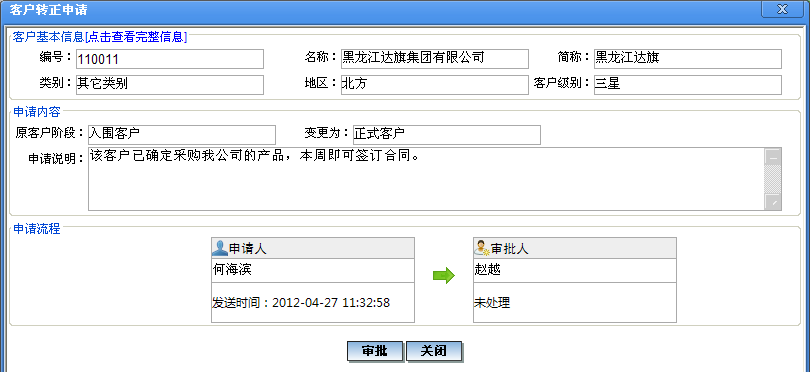 客户转正申请
客户基本信息[点击查看完整信息]
编号：110011 名称：黑龙江达旗集团有限公司 简称：黑龙江达旗
类别：其它类别 地区：北方 客户级别：三星
申请内容
原客户阶段：入围客户 变更为：正式客户
申请说明：该客户已确定采购我公司的产品，本周即可签订合同。
申请流程
申请人 审批人
何海滨 赵越
发送时间：2012-04-27 11:32:58 未处理
审批 关闭